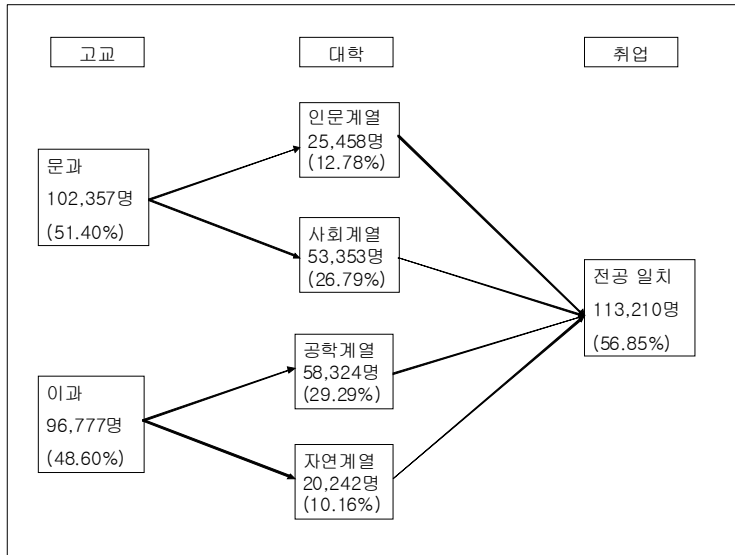 고교
대학
취업
문과
102,357명
(51.40%)
이과
96,777명
(48.60%)
인문계열
25,458명
(12.78%)
사회계열
53,353명
(26.79%)
공학계열
58,324명
(29.29%)
자연계열
20,242명
(10.16%)
전공 일치
113,210명
(56.85%)